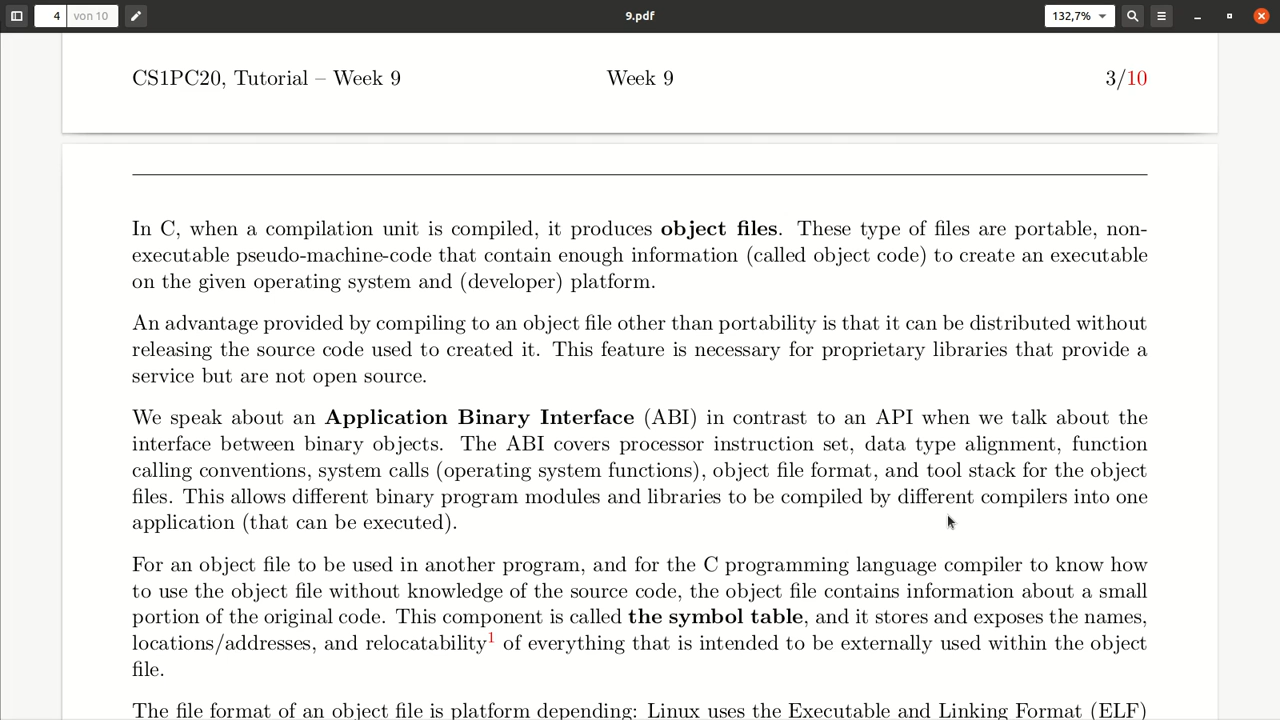 4 von 10
9.pdf
132,7%
CS1PC20, Tutorial – Week 9 Week 9 3/10
In C, when a compilation unit is compiled, it produces object files. These type of files are portable, non-
executable pseudo-machine-code that contain enough information (called object code) to create an executable
on the given operating system and (developer) platform.
An advantage provided by compiling to an object file other than portability is that it can be distributed without
releasing the source code used to created it. This feature is necessary for proprietary libraries that provide a
service but are not open source.
We speak about an Application Binary Interface (ABI) in contrast to an API when we talk about the
interface between binary objects. The ABI covers processor instruction set, data type alignment, function
calling conventions, system calls (operating system functions), object file format, and tool stack for the object
files. This allows different binary program modules and libraries to be compiled by different compilers into one
application (that can be executed).
For an object file to be used in another program, and for the C programming language compiler to know how
to use the object file without knowledge of the source code, the object file contains information about a small
portion of the original code. This component is called the symbol table, and it stores and exposes the names,
locations/addresses, and relocatability1 of everything that is intended to be externally used within the object
file.
The file format of an object file is platform depending: Linux uses the Executable and Linking Format (ELF)